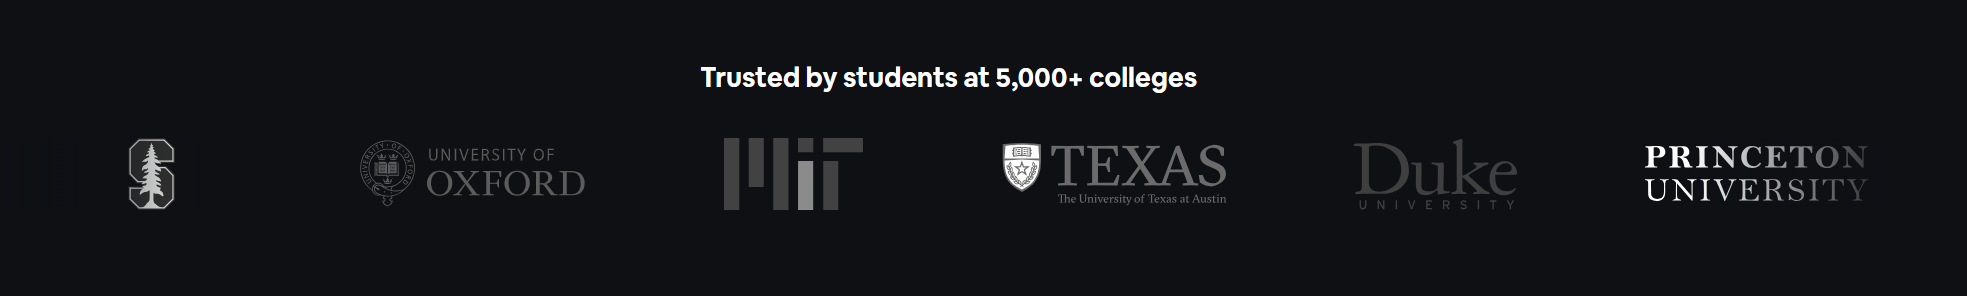 Trusted by students at 5,000+ colleges
S
UNIVERSITY OF
OXFORD
MIT
TEXAS
The University of Texas at Austin
Duke
UNIVERSITY
PRINCETON
UNIVERSITY